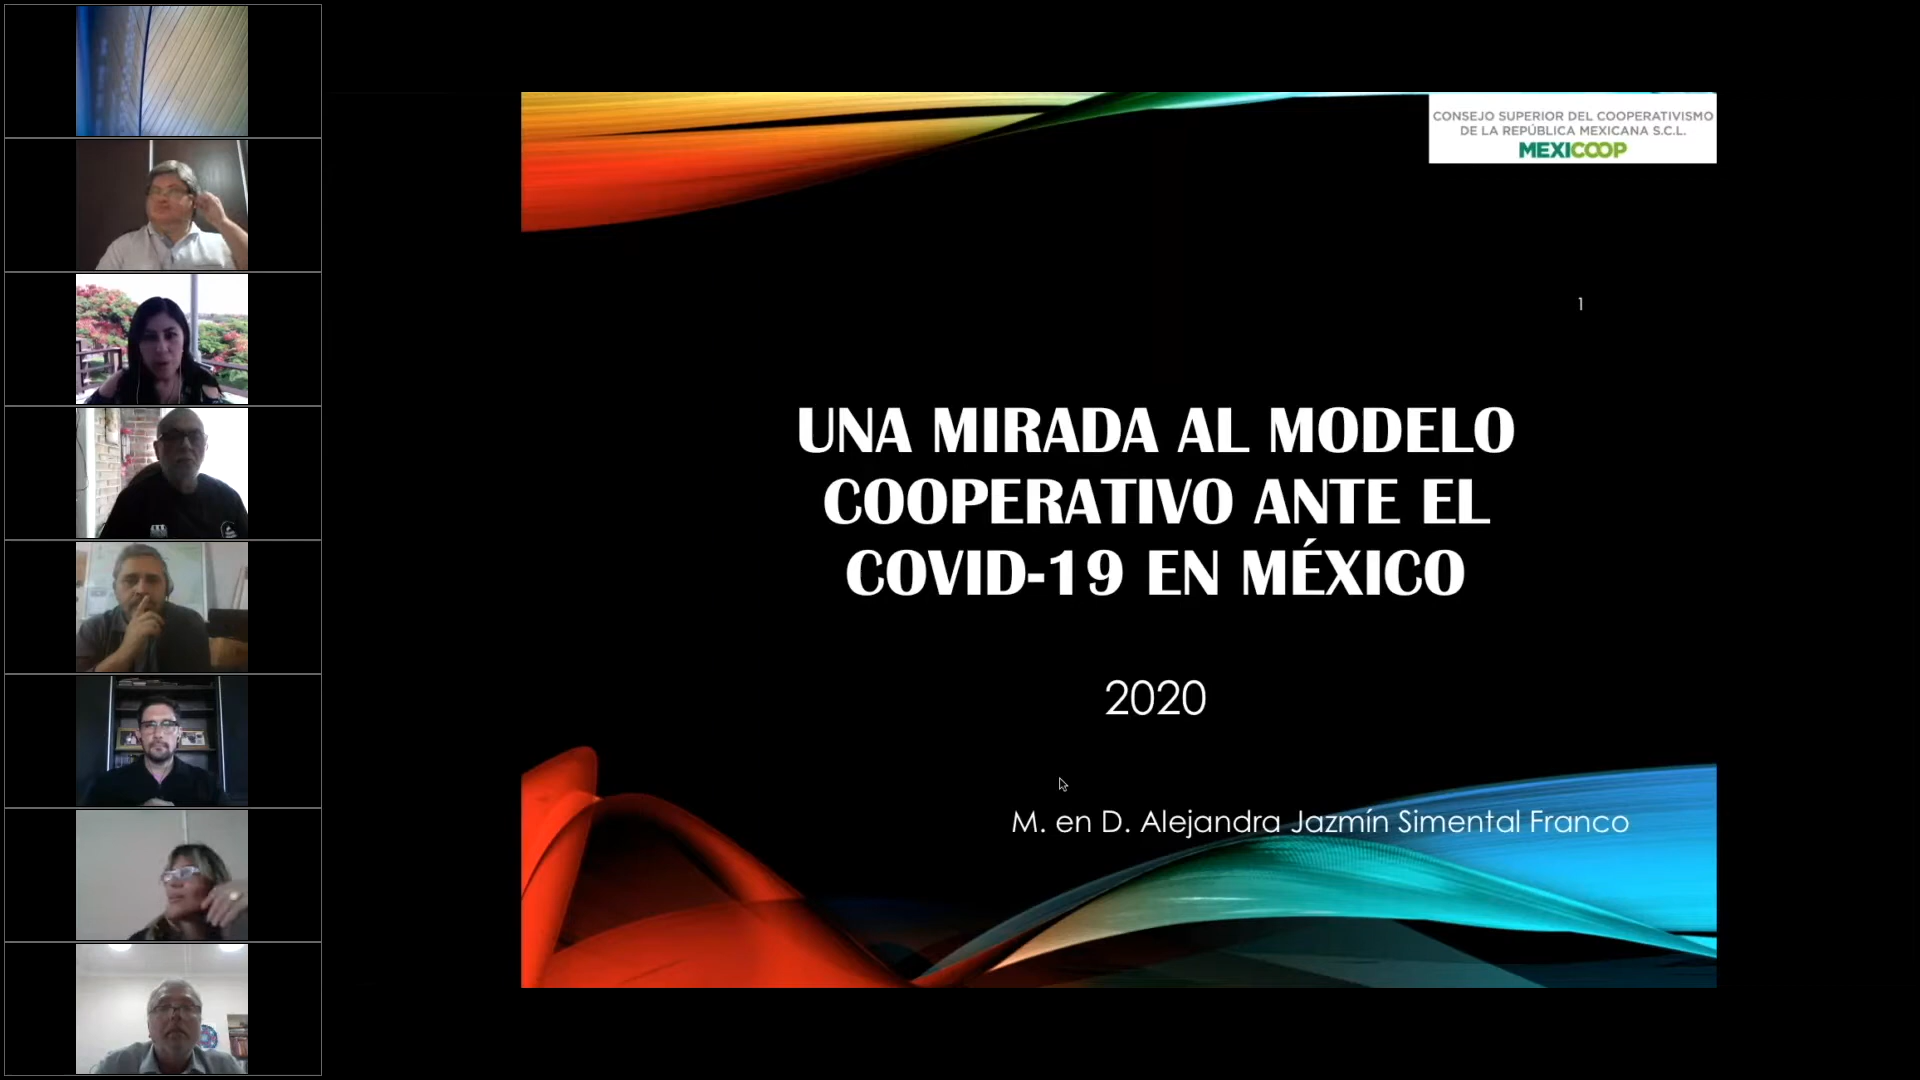 CONSEJO SUPERIOR DEL COOPERATIVISMO
DE LA REPÚBLICA MEXICANA S.C.L.
MEXICOOP
1
UNA MIRADA AL MODELO
COOPERATIVO ANTE EL
COVID-19 EN MÉXICO
2020
M. en D. Alejandra Jazmín Simental Franco